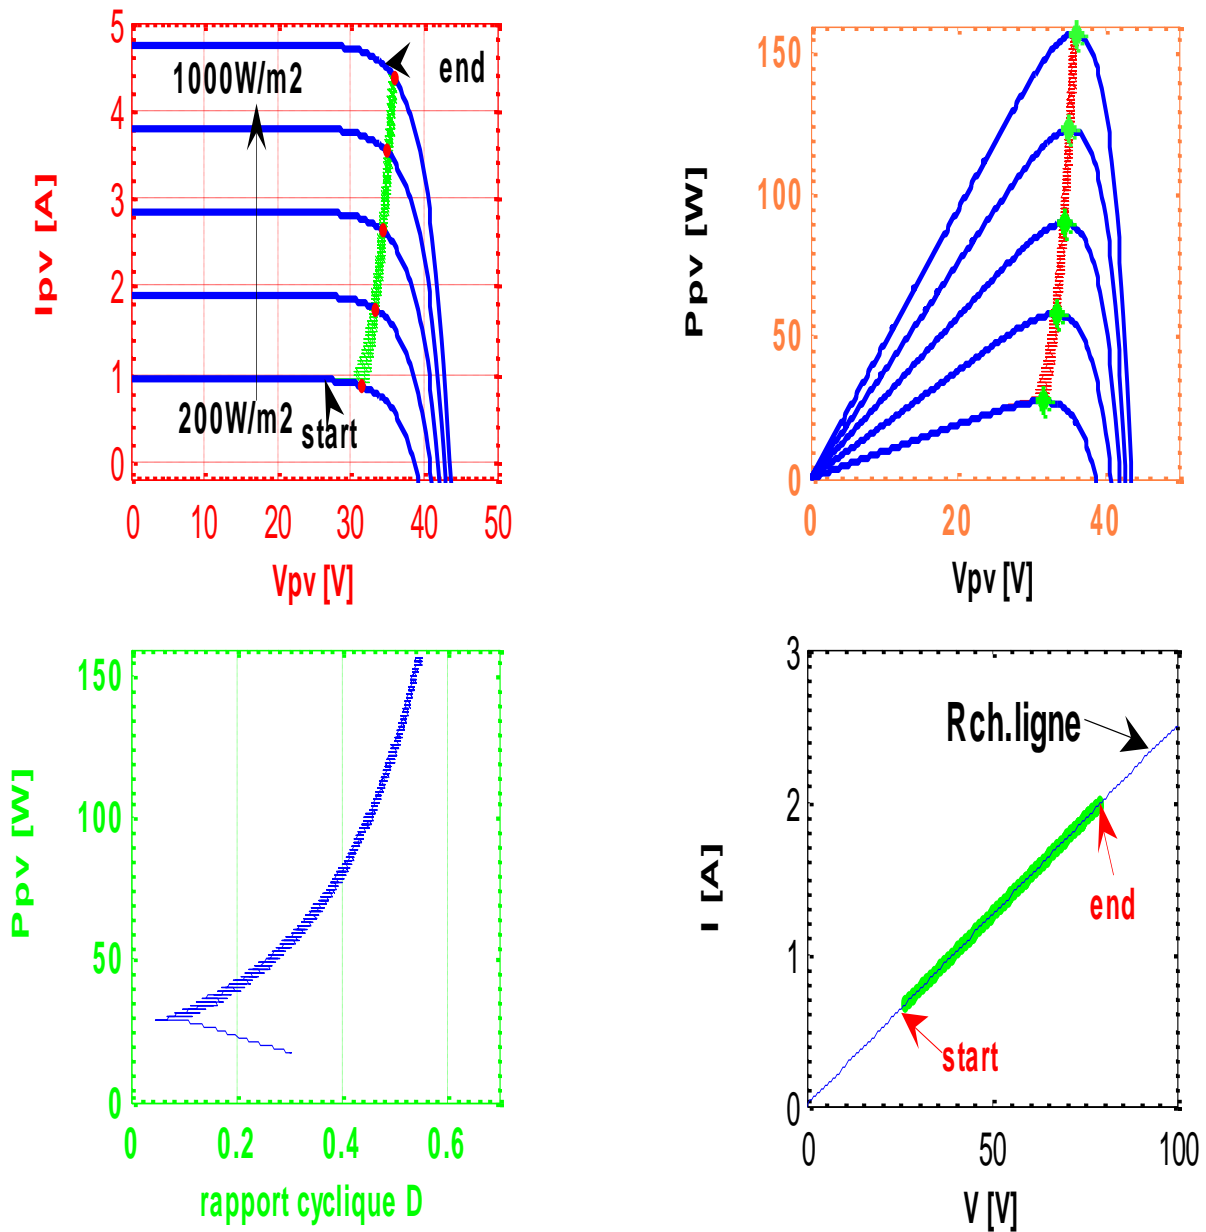 5
4
3
2
1
0
Ipv [A]
1000W/m2
end
200W/m2
start
0 10 20 30 40 50
Vpv [V]
150
100
50
0
Ppv [W]
0 20 40
Vpv [V]
150
100
50
0
Ppv [W]
0 0.2 0.4 0.6
rapport cyclique D
3
2
1
0
I [A]
Rch.ligne
end
start
0 50 100
V [V]